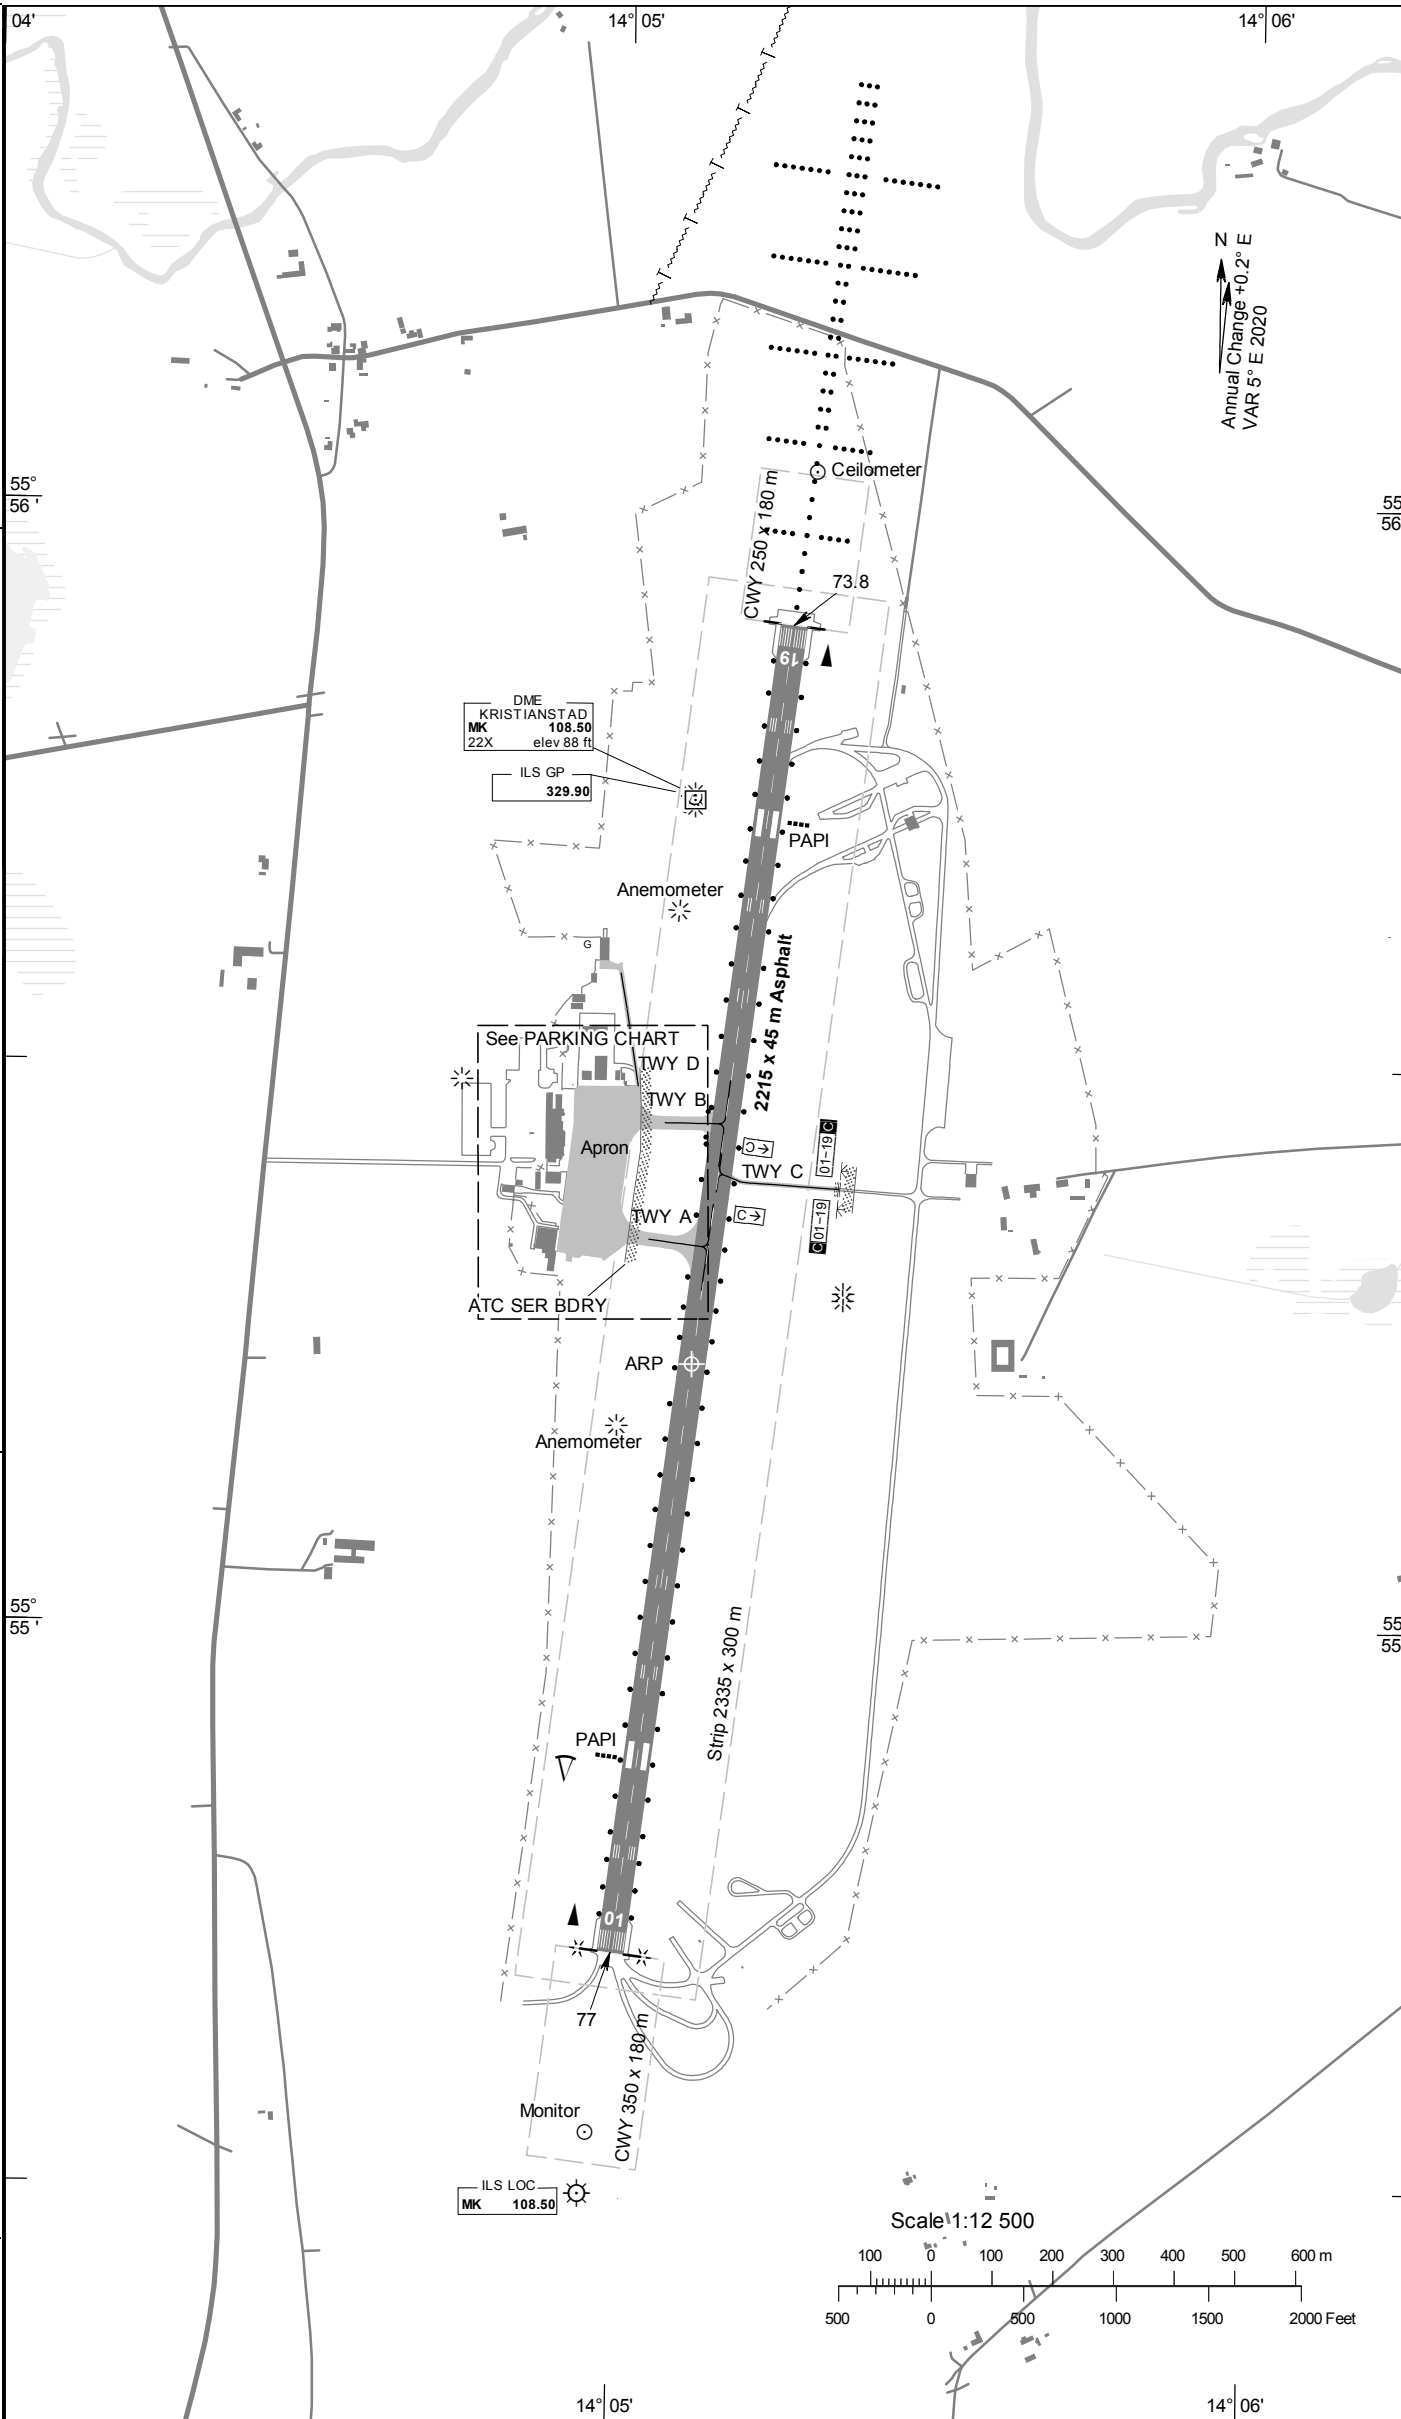 04'
14° 05'
14° 06'
N
Annual Change +0.2° E
VAR 5° E 2020
Ceilometer
55°
56 '
55
56
CWY 250 x 180 m
73.8
19
DME
KRISTIANSTAD
MK 108.50
22X elev 88 ft
ILS GP
329.90
PAPI
Anemometer
G
2215 x 45 m Asphalt
See PARKING CHART
TWY D
TWY B
Apron
C→
01–19 C
TWY C
TWY A
C→
C 01–19
ATC SER BDRY
ARP
Anemometer
55°
55 '
55
55
Strip 2335 x 300 m
PAPI
01
77
CWY 350 x 180 m
Monitor
ILS LOC
MK 108.50
Scale 1:12 500
100 0 100 200 300 400 500 600 m
500 0 500 1000 1500 2000 Feet
14° 05'
14° 06'